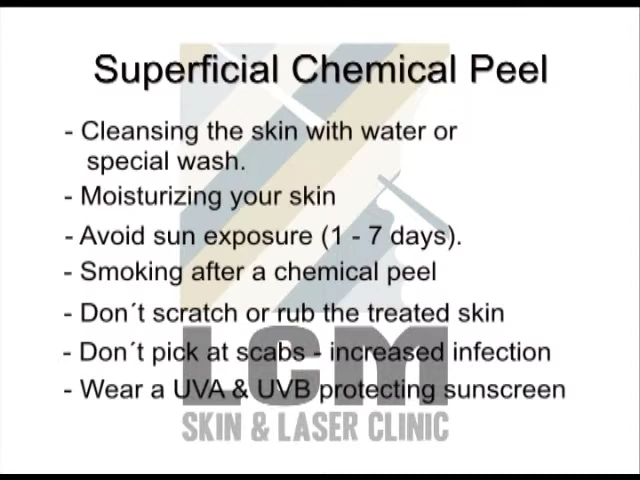 Superficial Chemical Peel
- Cleansing the skin with water or
special wash.
- Moisturizing your skin
- Avoid sun exposure (1 - 7 days).
- Smoking after a chemical peel
- Don´t scratch or rub the treated skin
- Don´t pick at scabs - increased infection
- Wear a UVA & UVB protecting sunscreen
LCM
SKIN & LASER CLINIC